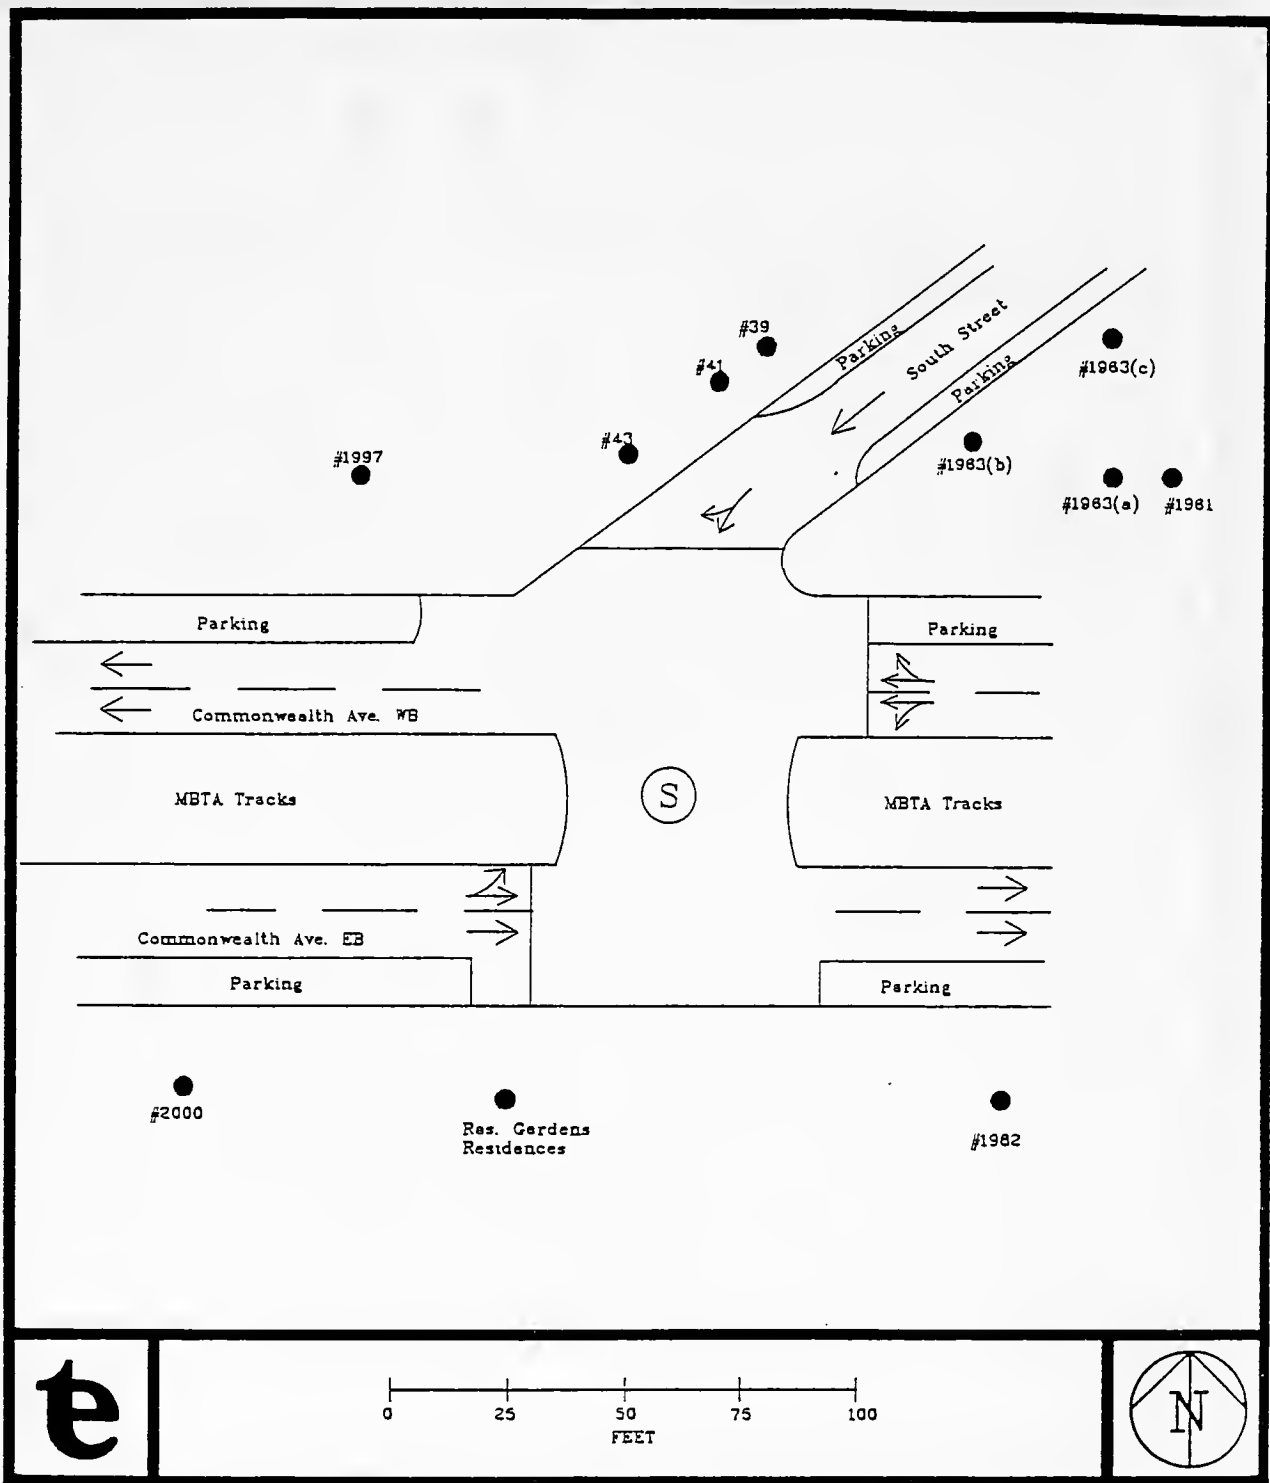 #39
Parking
South Street
#41
Parking
#1963(c)
#43
#1997
#1963(b)
#1963(a)
#1961
Parking
Parking
Commonwealth Ave. WB
MBTA Tracks
S
MBTA Tracks
Commonwealth Ave. EB
Parking
Parking
#2000
Res. Gardens
Residences
#1982
te
0 25 50 75 100
FEET
N